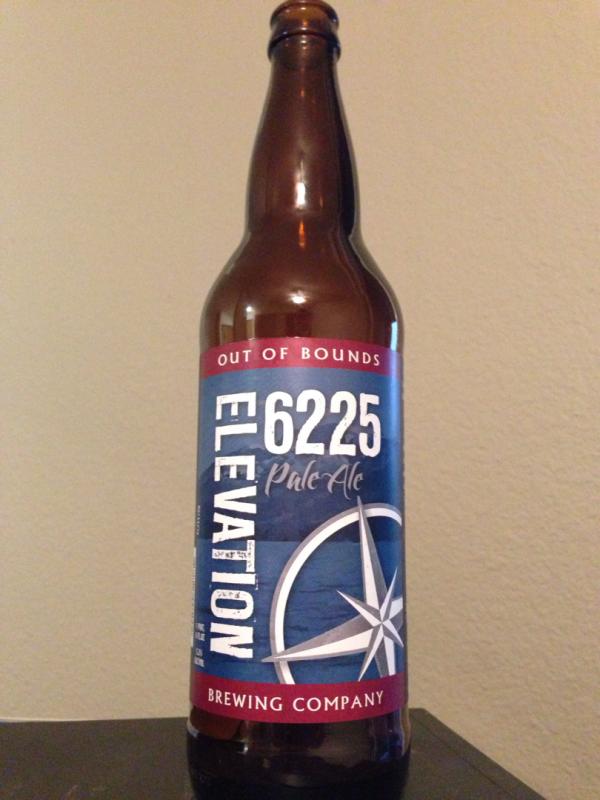 OUT OF BOUNDS
ELEVATION
6225
Pale Ale
BREWING COMPANY